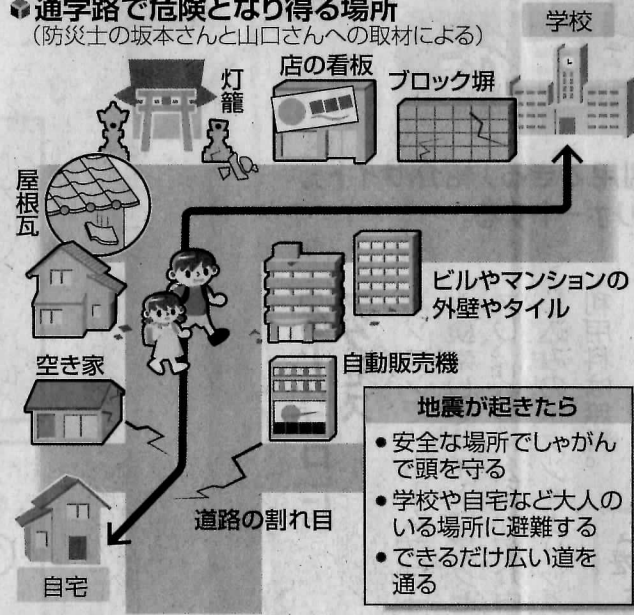 通学路で危険となり得る場所
(防災士の坂本さんと山口さんへの取材による)
学校
灯籠
店の看板
ブロック塀
屋根瓦
ビルやマンションの
外壁やタイル
空き家
自動販売機
道路の割れ目
自宅
地震が起きたら
•安全な場所でしゃがん
で頭を守る
•学校や自宅など大人の
いる場所に避難する
•できるだけ広い道を
通る